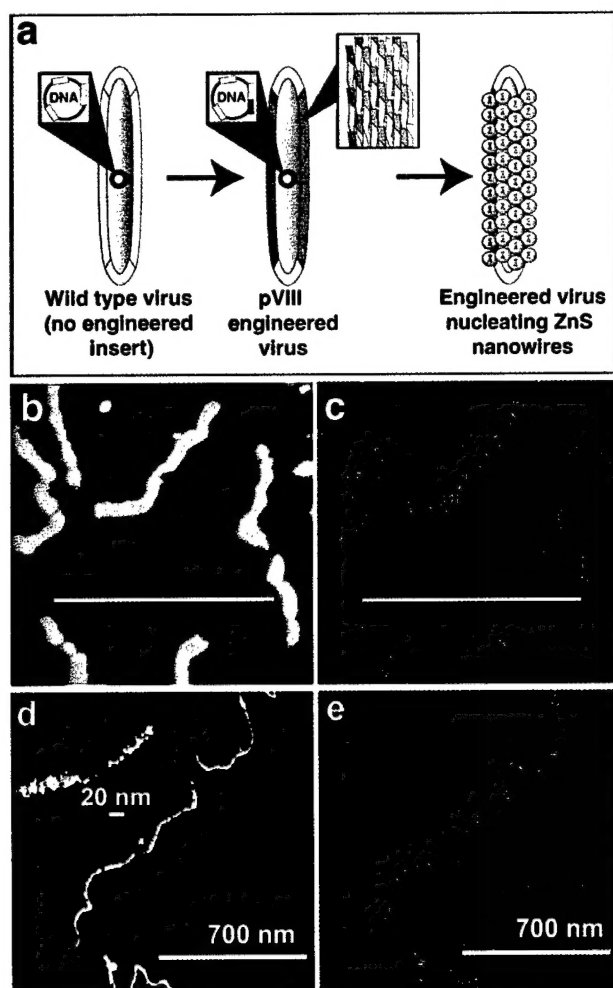 a
DNA
DNA
Wild type virus
(no engineered
insert)
pVIII
engineered
virus
Engineered virus
nucleating ZnS
nanowires
b
c
d
20 nm
700 nm
e
700 nm